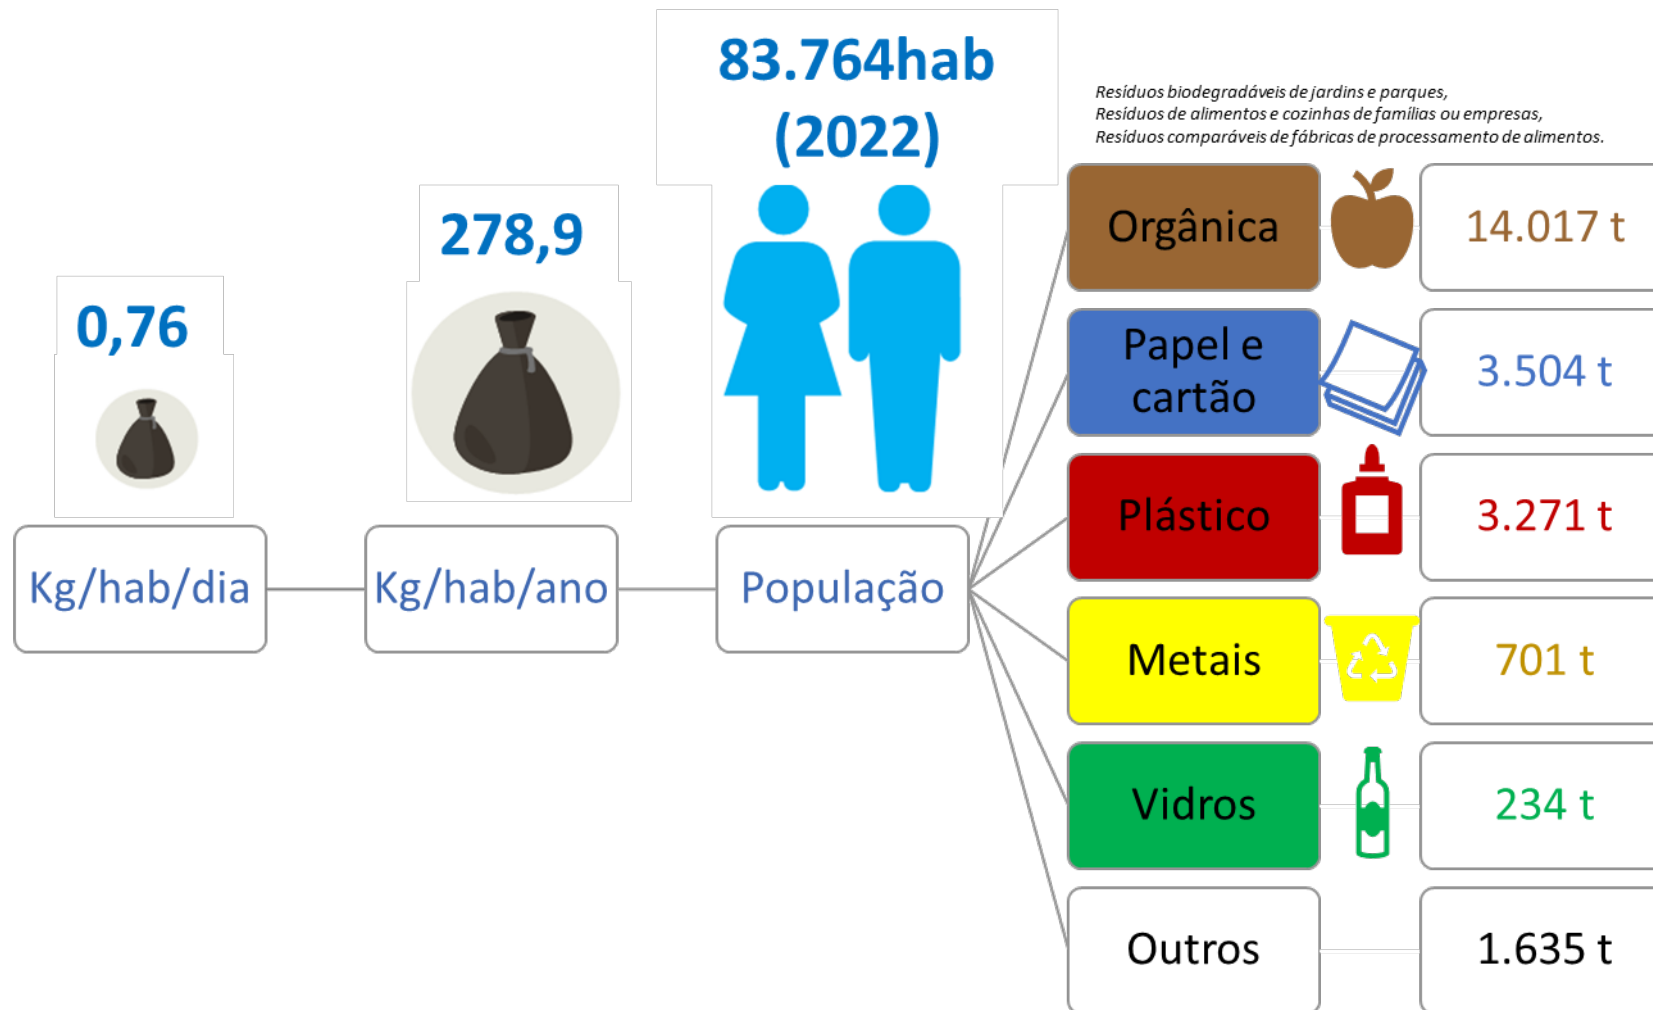 83.764hab
(2022)
278,9
0,76
Kg/hab/dia
Kg/hab/ano
População
Resíduos biodegradáveis de jardins e parques,
Resíduos de alimentos e cozinhas de famílias ou empresas,
Resíduos comparáveis de fábricas de processamento de alimentos.
Orgânica
14.017 t
Papel e
cartão
3.504 t
Plástico
3.271 t
Metais
701 t
Vidros
234 t
Outros
1.635 t